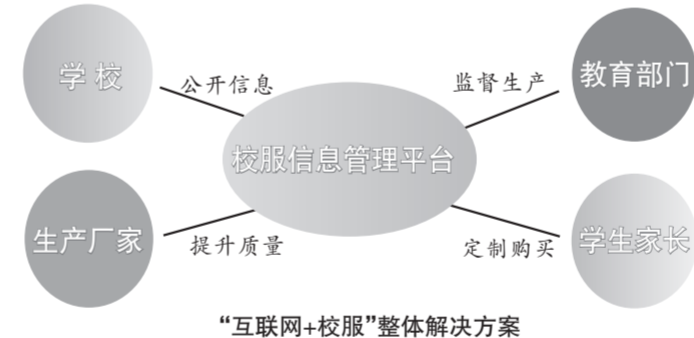 学校
公开信息
监督生产
教育部门
校服信息管理平台
生产厂家
提升质量
定制购买
学生家长
“互联网+校服”整体解决方案